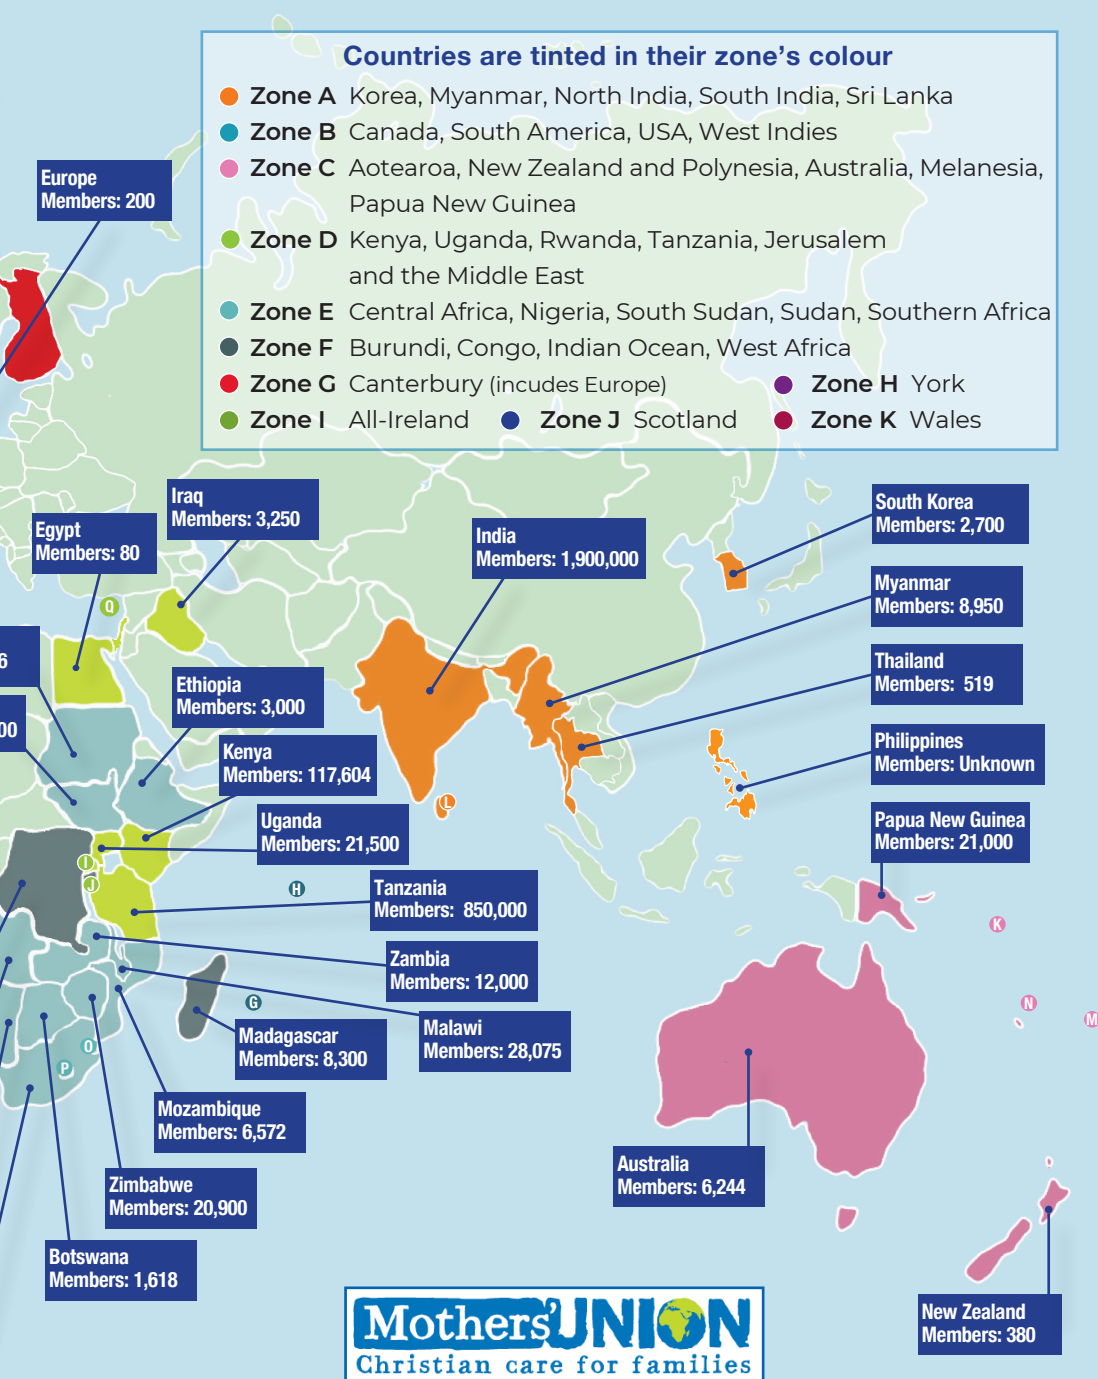 Countries are tinted in their zone's colour
Zone A Korea, Myanmar, North India, South India, Sri Lanka
Zone B Canada, South America, USA, West Indies
Zone C Aotearoa, New Zealand and Polynesia, Australia, Melanesia,
Papua New Guinea
Zone D Kenya, Uganda, Rwanda, Tanzania, Jerusalem
and the Middle East
Zone E Central Africa, Nigeria, South Sudan, Sudan, Southern Africa
Zone F Burundi, Congo, Indian Ocean, West Africa
Zone G Canterbury (incudes Europe)
Zone H York
Zone I All-Ireland
Zone J Scotland
Zone K Wales
Europe
Members: 200
Iraq
Members: 3,250
Egypt
Members: 80
India
Members: 1,900,000
South Korea
Members: 2,700
Myanmar
Members: 8,950
Thailand
Members: 519
Philippines
Members: Unknown
Papua New Guinea
Members: 21,000
Q
6
00
Ethiopia
Members: 3,000
Kenya
Members: 117,604
L
Uganda
Members: 21,500
I
J
H
Tanzania
Members: 850,000
K
Zambia
Members: 12,000
G
N
M
Malawi
Members: 28,075
Madagascar
Members: 8,300
O
P
Mozambique
Members: 6,572
Australia
Members: 6,244
Zimbabwe
Members: 20,900
Botswana
Members: 1,618
New Zealand
Members: 380
Mothers' UNION
Christian care for families